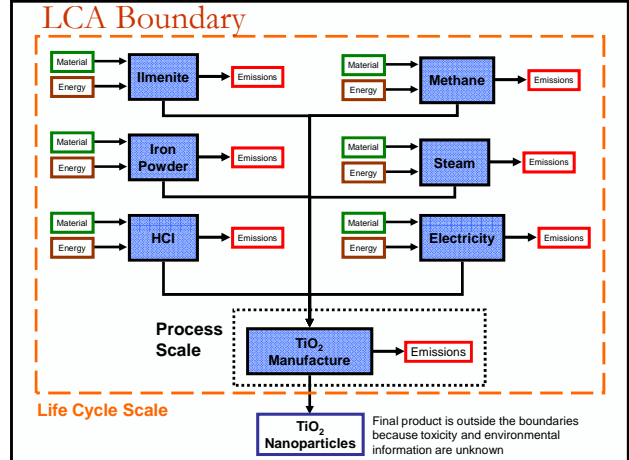 LCA Boundary
Material
Energy
Ilmenite
Emissions
Material
Energy
Methane
Emissions
Material
Energy
Iron
Powder
Emissions
Material
Energy
Steam
Emissions
Material
Energy
HCl
Emissions
Material
Energy
Electricity
Emissions
Process
Scale
TiO₂
Manufacture
Emissions
Life Cycle Scale
TiO₂
Nanoparticles
Final product is outside the boundaries
because toxicity and environmental
information are unknown